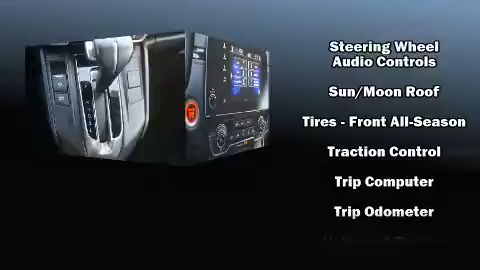 Steering Wheel
Audio Controls
Sun/Moon Roof
Tires - Front All-Season
Traction Control
Trip Computer
Trip Odometer